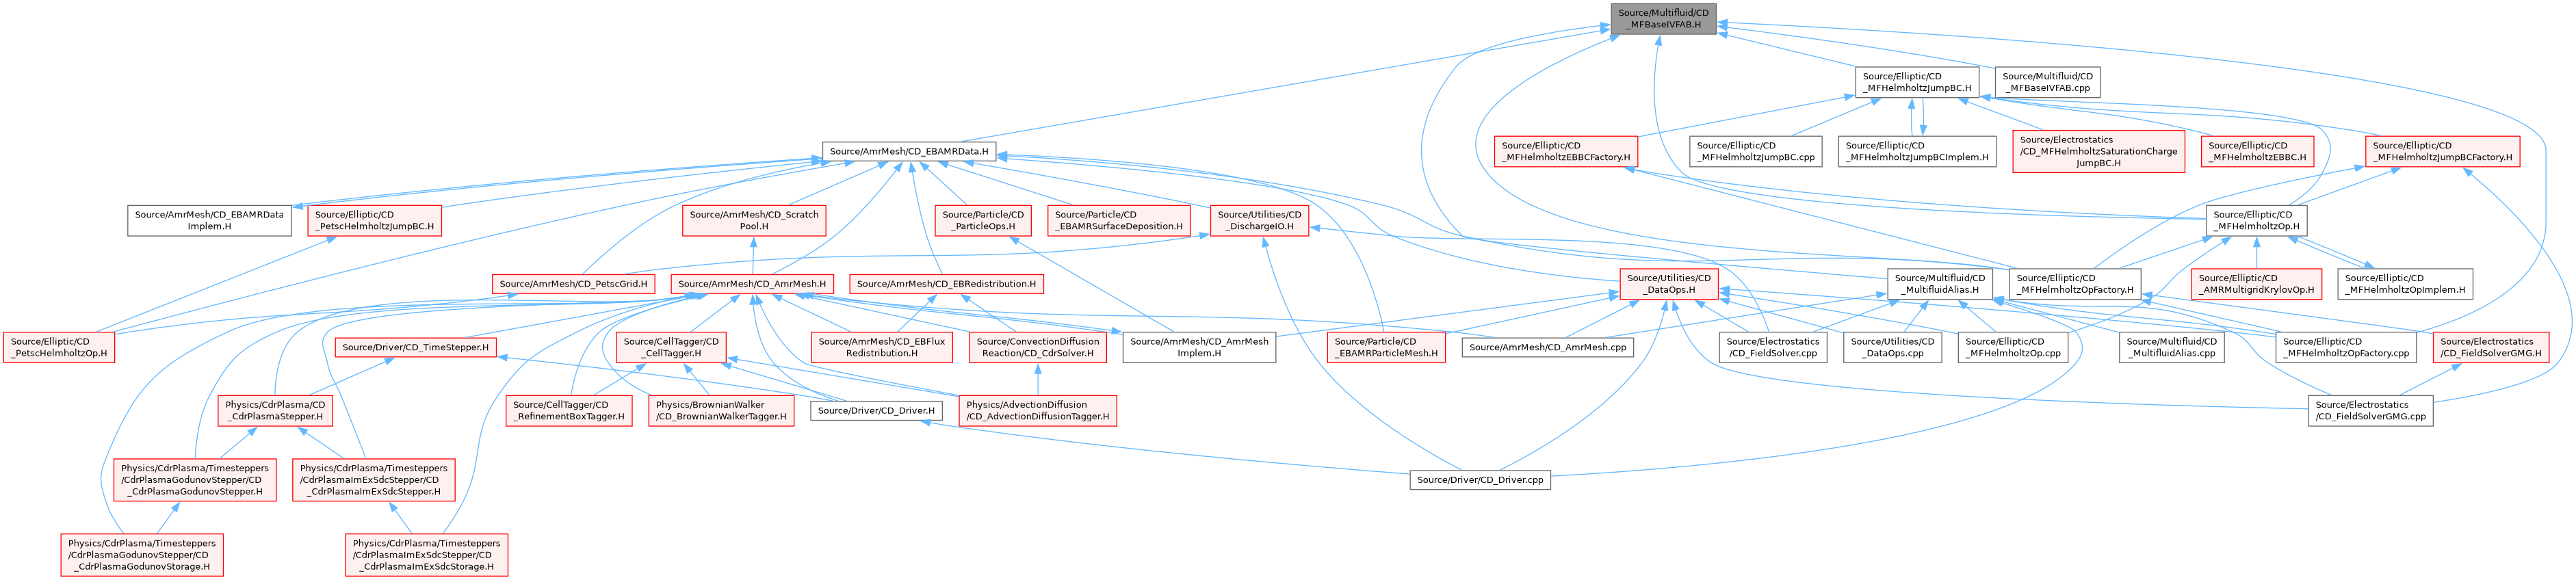 Source/Multifluid/CD
_MFBaseIVFAB.H
Source/Elliptic/CD
_MFHelmholtzJumpBC.H
Source/Multifluid/CD
_MFBaseIVFAB.cpp
Source/AmrMesh/CD_EBAMRData.H
Source/Elliptic/CD
_MFHelmholtzEBBCFactory.H
Source/Elliptic/CD
_MFHelmholtzJumpBC.cpp
Source/Elliptic/CD
_MFHelmholtzJumpBCImplem.H
Source/Electrostatics
/CD_MFHelmholtzSaturationCharge
JumpBC.H
Source/Elliptic/CD
_MFHelmholtzEBBC.H
Source/Elliptic/CD
_MFHelmholtzJumpBCFactory.H
Source/AmrMesh/CD_EBAMRData
Implem.H
Source/Elliptic/CD
_PetscHelmholtzJumpBC.H
Source/AmrMesh/CD_Scratch
Pool.H
Source/Particle/CD
_ParticleOps.H
Source/Particle/CD
_EBAMRSurfaceDeposition.H
Source/Utilities/CD
_DischargeIO.H
Source/Elliptic/CD
_MFHelmholtzOp.H
Source/AmrMesh/CD_PetscGrid.H
Source/AmrMesh/CD_AmrMesh.H
Source/AmrMesh/CD_EBRedistribution.H
Source/Utilities/CD
_DataOps.H
Source/Multifluid/CD
_MultifluidAlias.H
Source/Elliptic/CD
_MFHelmholtzOpFactory.H
Source/Elliptic/CD
_AMRMultigridKrylovOp.H
Source/Elliptic/CD
_MFHelmholtzOpImplem.H
Source/Elliptic/CD
_PetscHelmholtzOp.H
Source/Driver/CD_TimeStepper.H
Source/CellTagger/CD
_CellTagger.H
Source/AmrMesh/CD_EBFlux
Redistribution.H
Source/ConvectionDiffusion
Reaction/CD_CdrSolver.H
Source/AmrMesh/CD_AmrMesh
Implem.H
Source/Particle/CD
_EBAMRParticleMesh.H
Source/AmrMesh/CD_AmrMesh.cpp
Source/Electrostatics
/CD_FieldSolver.cpp
Source/Utilities/CD
_DataOps.cpp
Source/Elliptic/CD
_MFHelmholtzOp.cpp
Source/Multifluid/CD
_MultifluidAlias.cpp
Source/Elliptic/CD
_MFHelmholtzOpFactory.cpp
Source/Electrostatics
/CD_FieldSolverGMG.H
Physics/CdrPlasma/CD
_CdrPlasmaStepper.H
Source/CellTagger/CD
_RefinementBoxTagger.H
Physics/BrownianWalker
/CD_BrownianWalkerTagger.H
Source/Driver/CD_Driver.H
Physics/AdvectionDiffusion
/CD_AdvectionDiffusionTagger.H
Source/Electrostatics
/CD_FieldSolverGMG.cpp
Physics/CdrPlasma/Timesteppers
/CdrPlasmaGodunovStepper/CD
_CdrPlasmaGodunovStepper.H
Physics/CdrPlasma/Timesteppers
/CdrPlasmaImExSdcStepper/CD
_CdrPlasmaImExSdcStepper.H
Source/Driver/CD_Driver.cpp
Physics/CdrPlasma/Timesteppers
/CdrPlasmaGodunovStepper/CD
_CdrPlasmaGodunovStorage.H
Physics/CdrPlasma/Timesteppers
/CdrPlasmaImExSdcStepper/CD
_CdrPlasmaImExSdcStorage.H